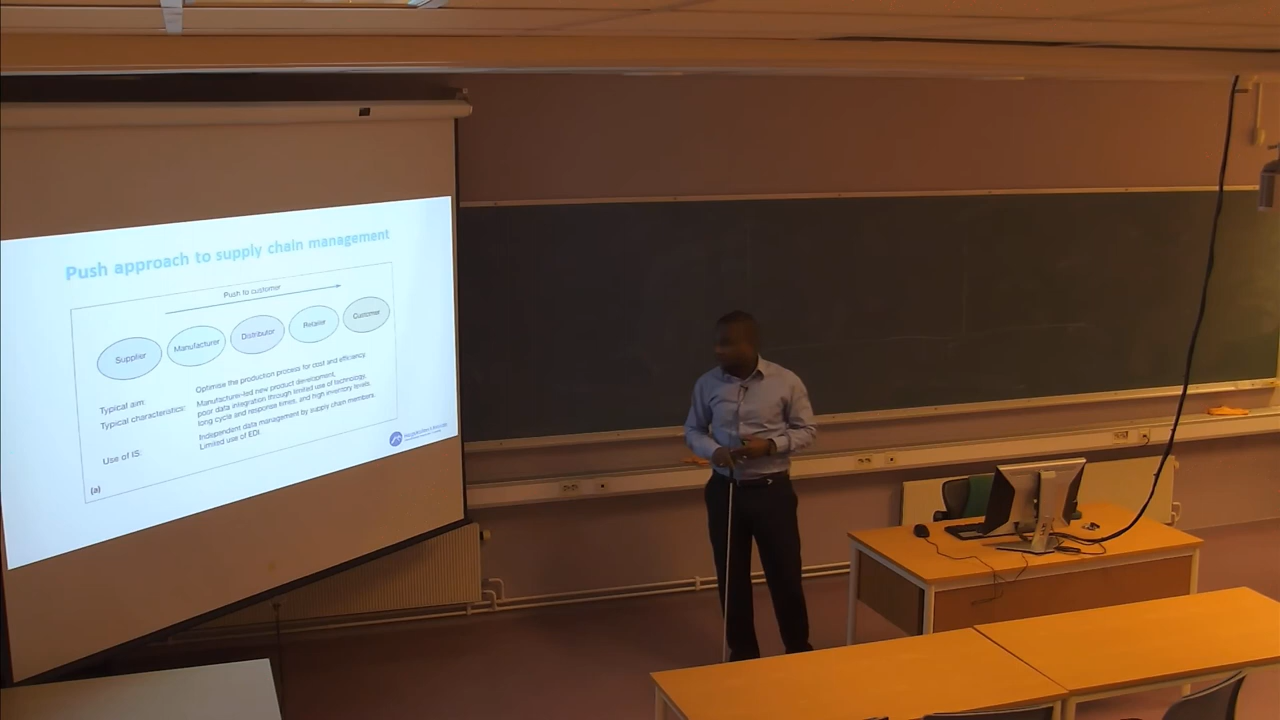 Push approach to supply chain management
Push to customer
Supplier
Manufacturer
Distributor
Retailer
Customer
Typical aim: Optimise the production process for cost and efficiency.
Typical characteristics: Manufacturer-led new product development,
poor data integration through limited use of technology,
long cycle and response times, and high inventory levels.
Use of IS: Independent data management by supply chain members.
Limited use of EDI.
(a)